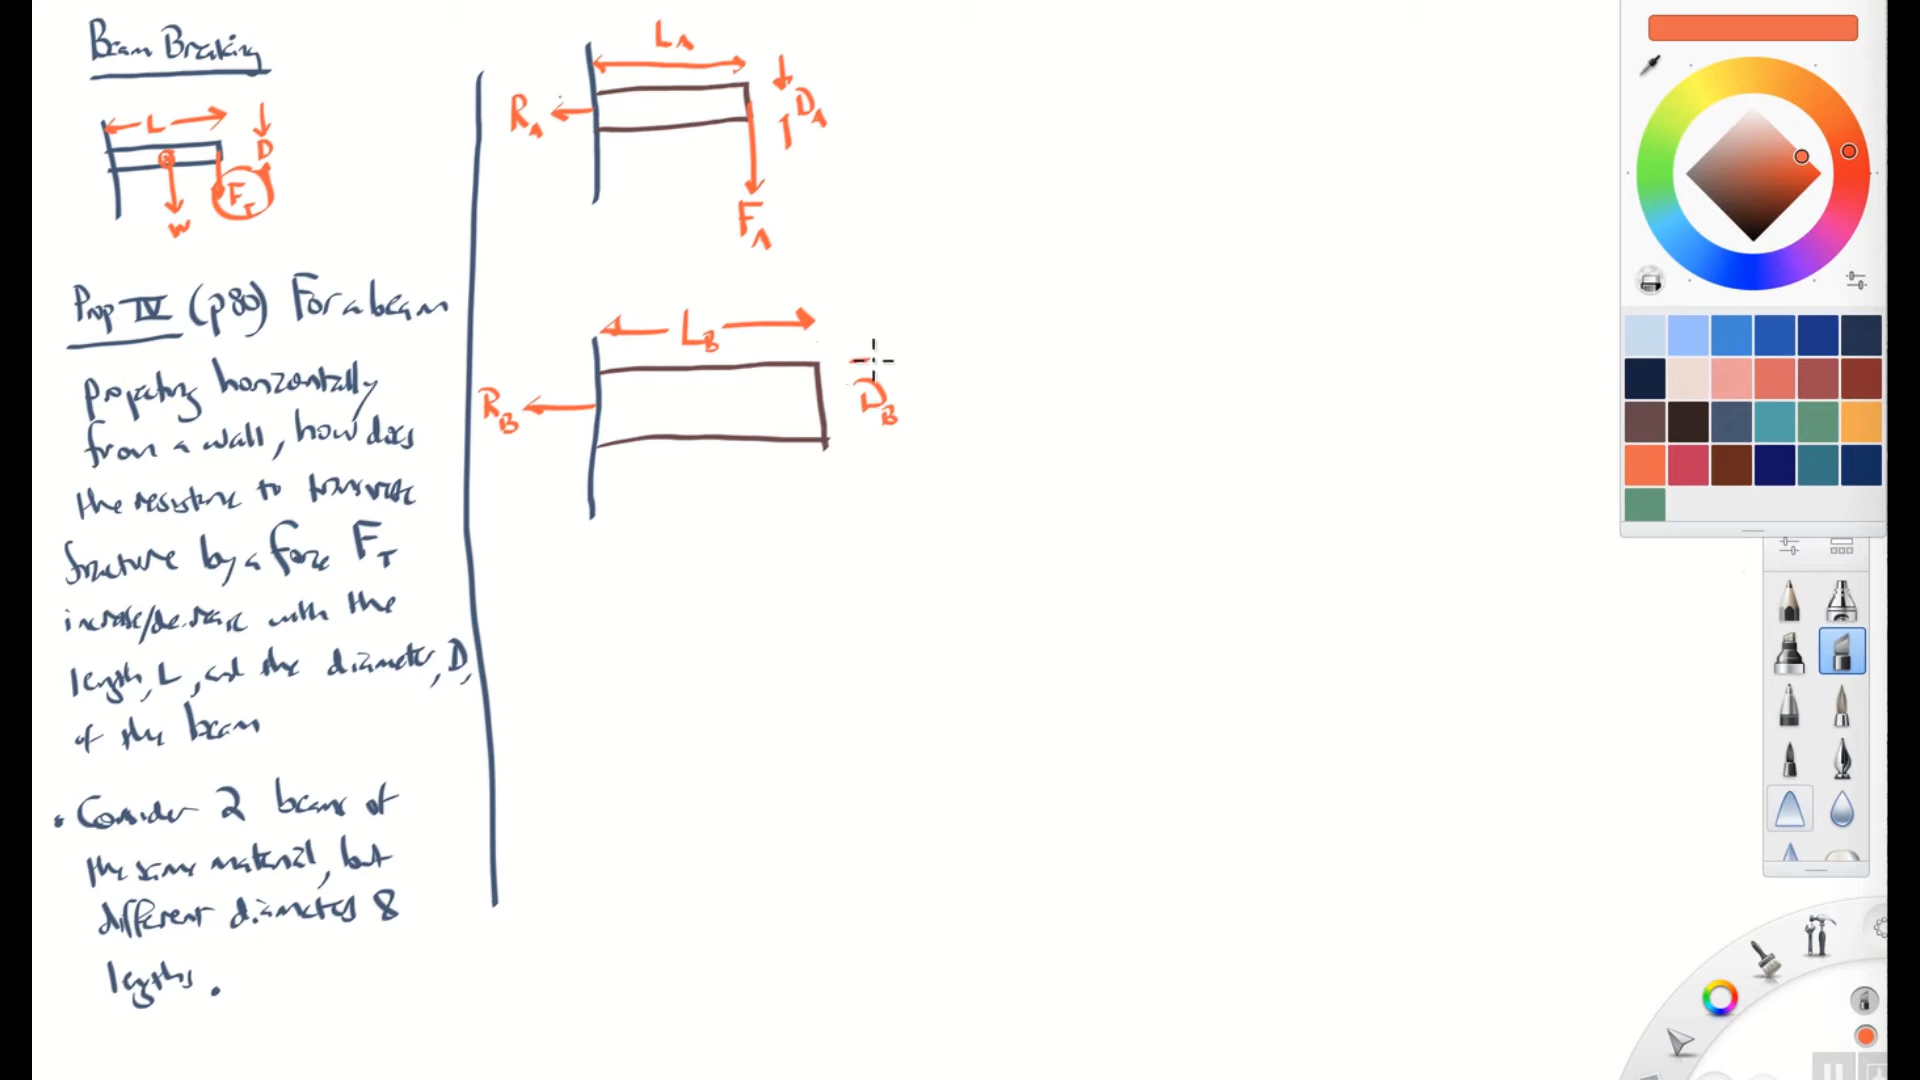 Beam Breaking
L
D
F_T
W
Prop IV (p80) For a beam
projecting horizontally
from a wall, how does
the resistance to transverse
fracture by a force F_T
increase/decrease with the
length, L, and the diameter, D,
of the beam
• Consider 2 beams of
the same material, but
different diameters &
lengths.
L_A
R_A
D_A
F_A
L_B
R_B
D_B